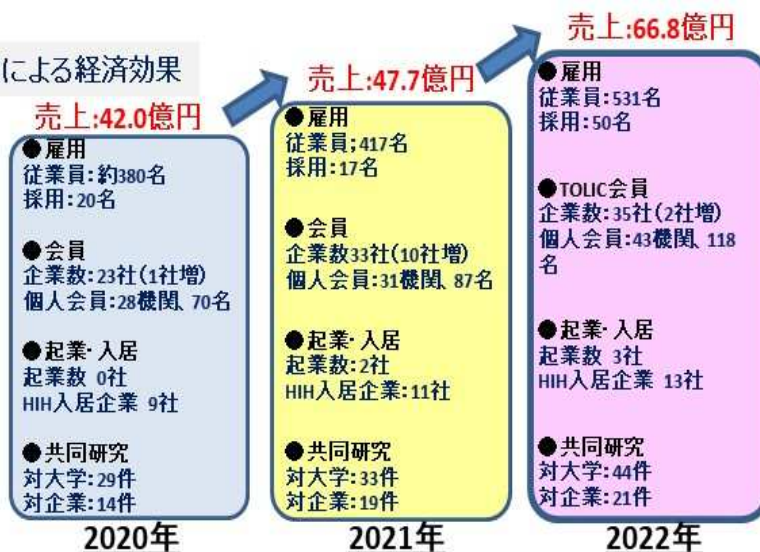 による経済効果
売上:42.0億円
●雇用
従業員:約380名
採用:20名
●会員
企業数:23社(1社増)
個人会員:28機関、70名
●起業・入居
起業数 0社
HIH入居企業 9社
●共同研究
対大学:29件
対企業:14件
2020年
売上:47.7億円
●雇用
従業員;417名
採用:17名
●会員
企業数33社(10社増)
個人会員:31機関、87名
●起業・入居
起業数:2社
HIH入居企業:11社
●共同研究
対大学:33件
対企業:19件
2021年
売上:66.8億円
●雇用
従業員:531名
採用:50名
●TOLIC会員
企業数:35社(2社増)
個人会員:43機関、118
名
●起業・入居
起業数 3社
HIH入居企業 13社
●共同研究
対大学:44件
対企業:21件
2022年